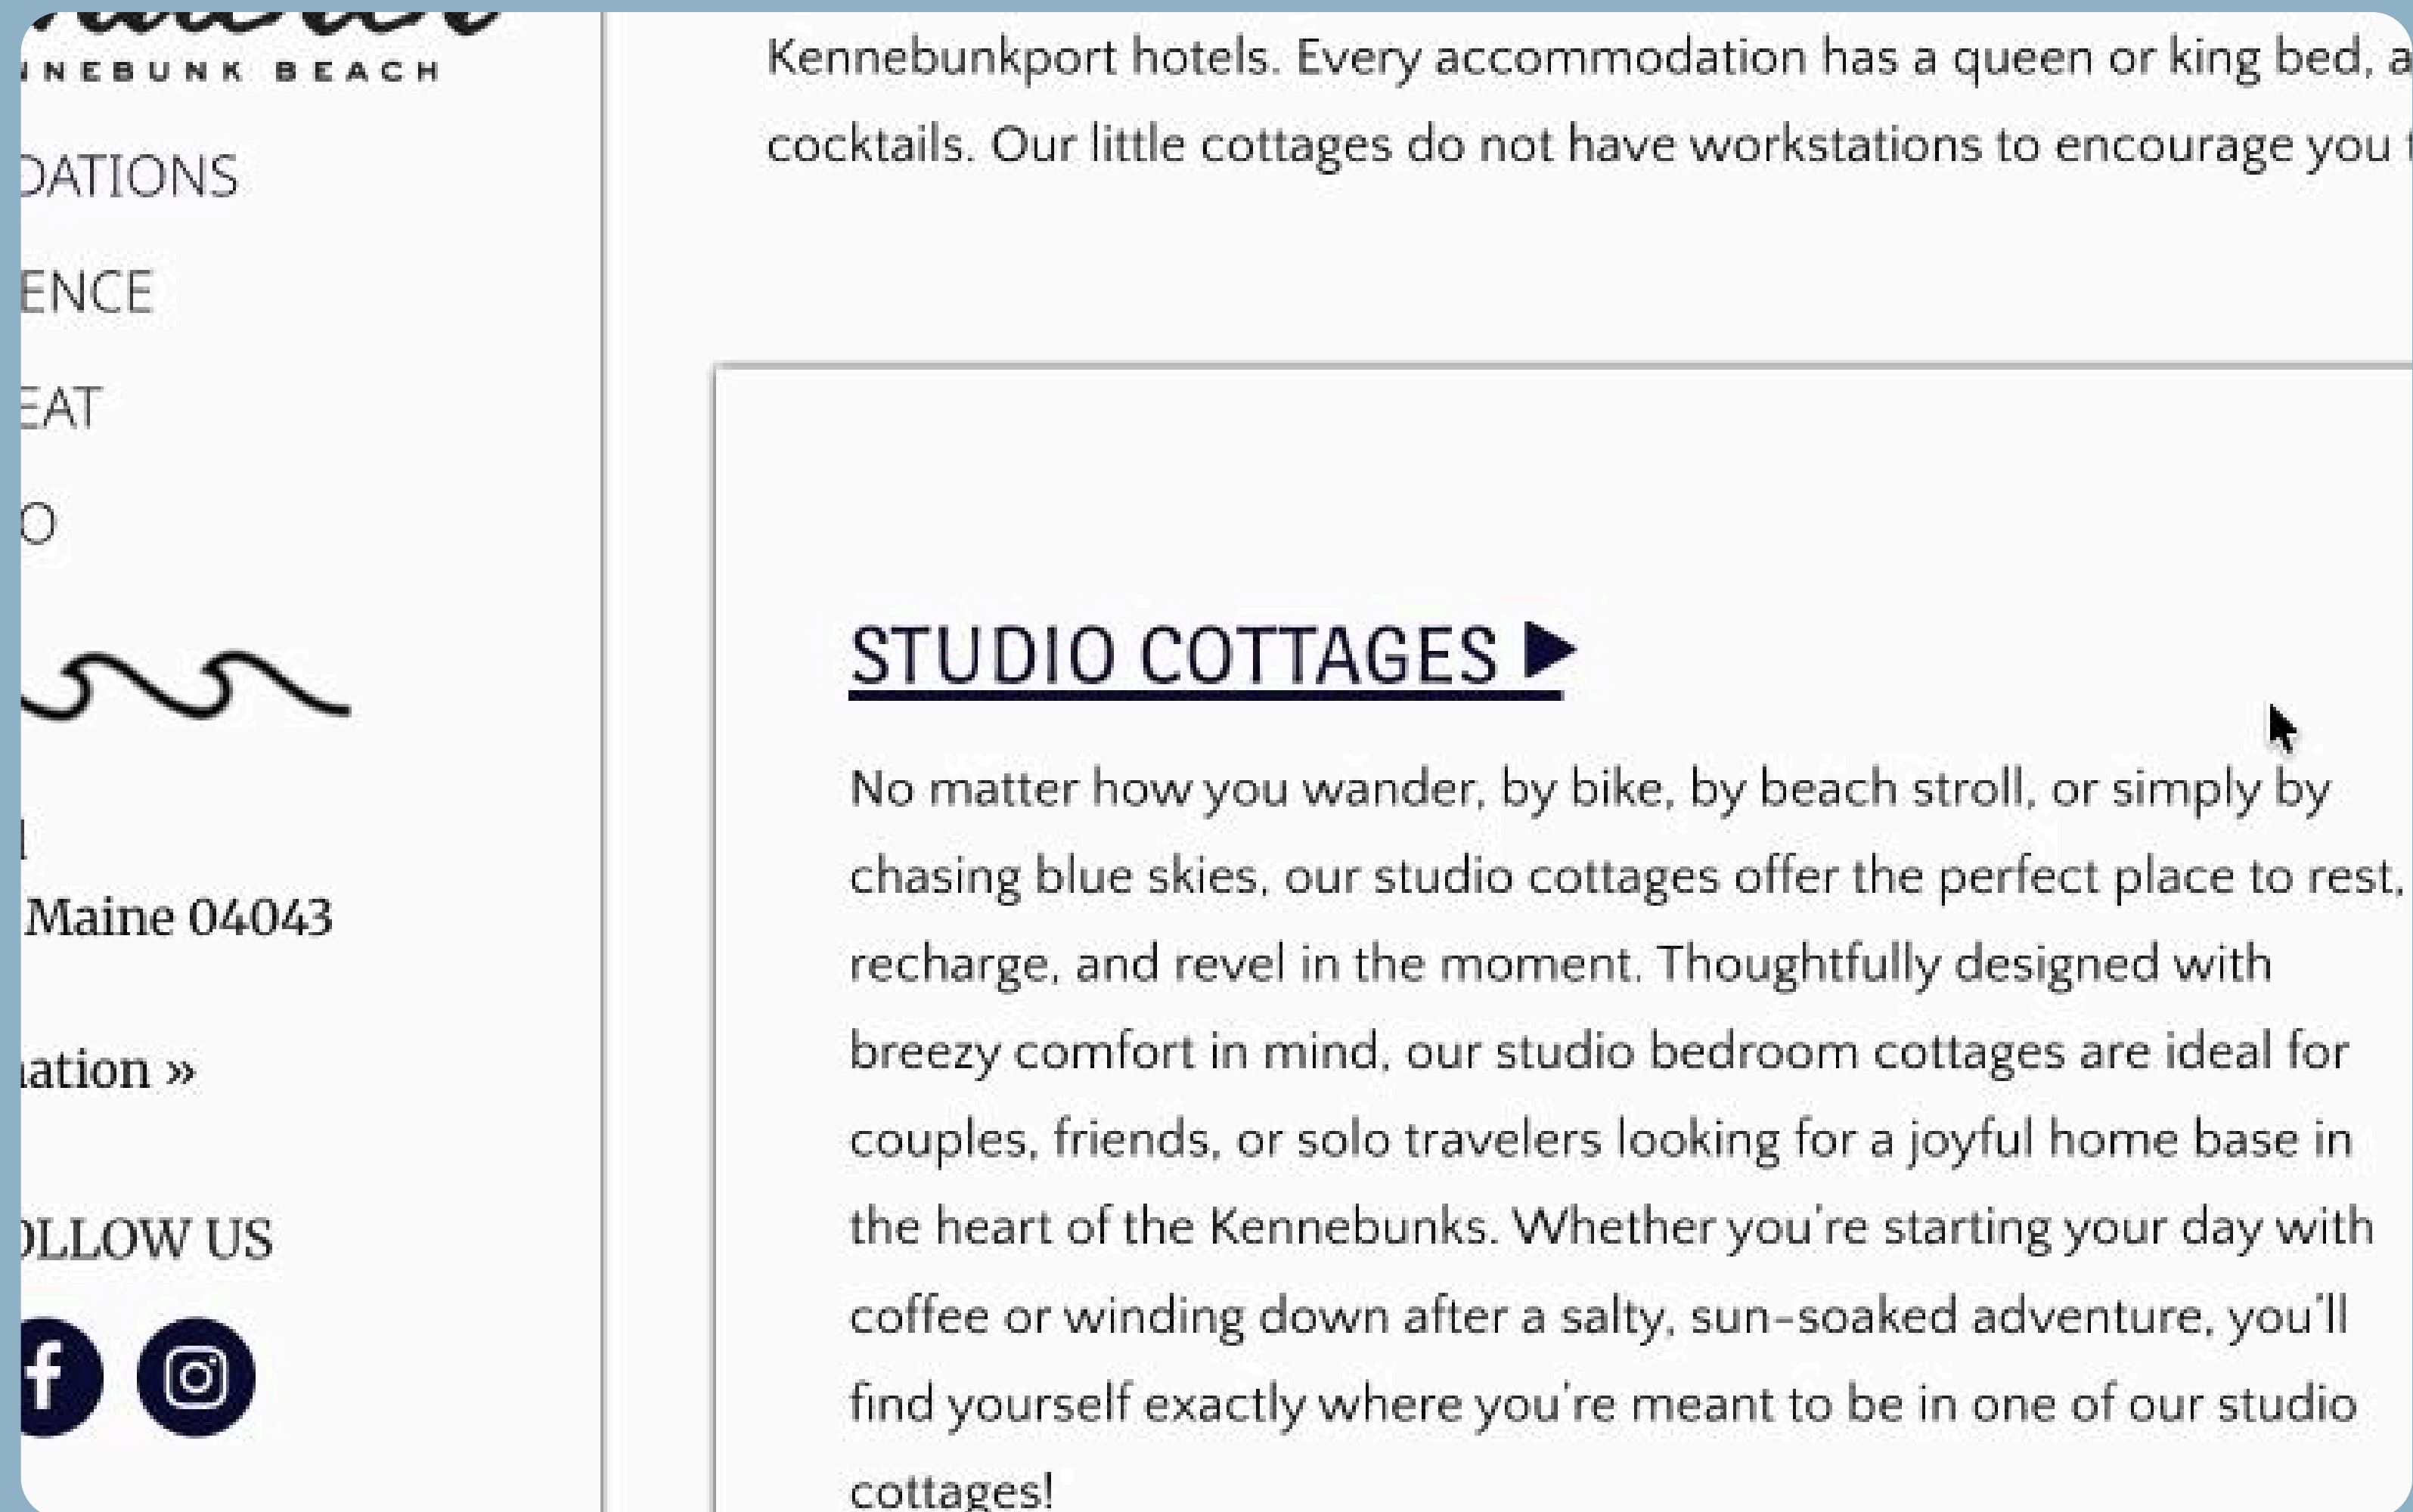 NNEBUNK BEACH
DATIONS
ENCE
EAT
O
Maine 04043
ation »
OLLOW US
Kennebunkport hotels. Every accommodation has a queen or king bed, a
cocktails. Our little cottages do not have workstations to encourage you
STUDIO COTTAGES ▶
No matter how you wander, by bike, by beach stroll, or simply by
chasing blue skies, our studio cottages offer the perfect place to rest,
recharge, and revel in the moment. Thoughtfully designed with
breezy comfort in mind, our studio bedroom cottages are ideal for
couples, friends, or solo travelers looking for a joyful home base in
the heart of the Kennebunks. Whether you're starting your day with
coffee or winding down after a salty, sun-soaked adventure, you'll
find yourself exactly where you're meant to be in one of our studio
cottages!